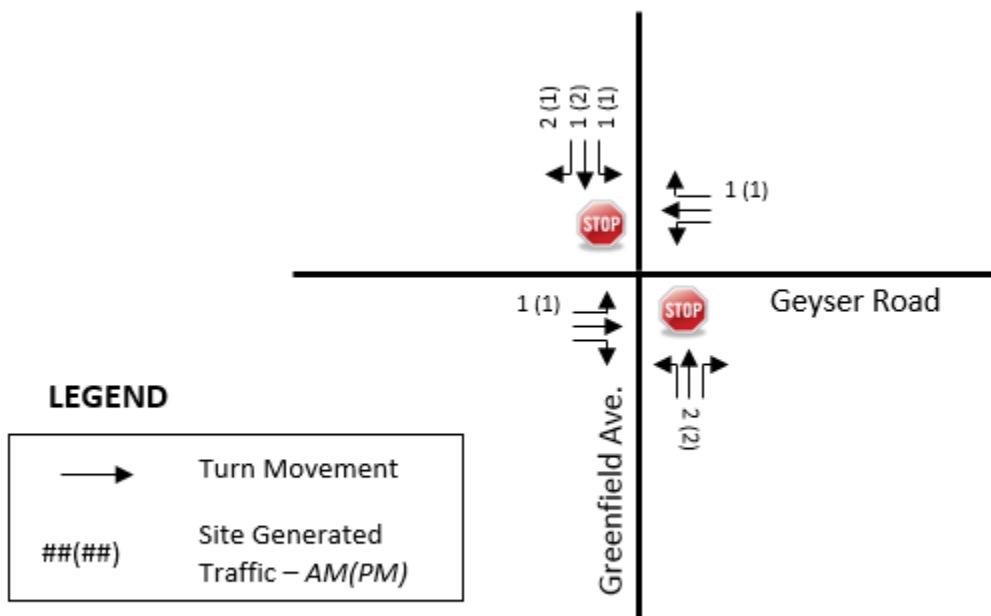 2 (1)
1 (2)
1 (1)
STOP
1 (1)
1 (1)
STOP
Geyser Road
2 (2)
Greenfield Ave.
LEGEND
Turn Movement
##(##)
Site Generated
Traffic – AM(PM)